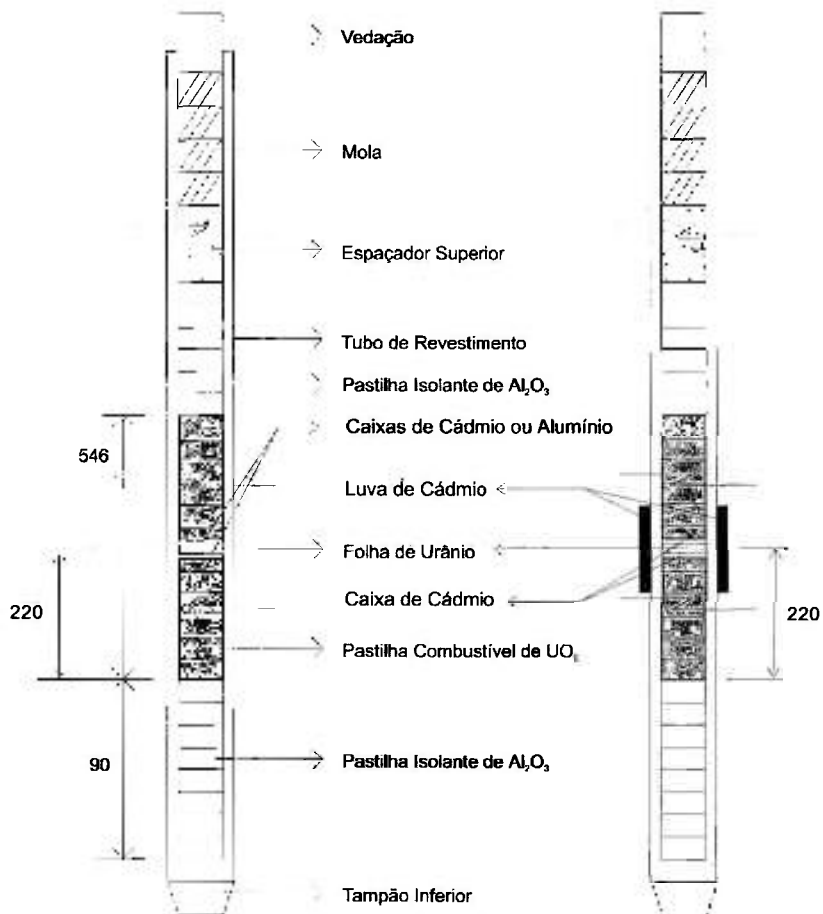 Vedação
Mola
Espaçador Superior
Tubo de Revestimento
Pastilha Isolante de Al₂O₃
Caixas de Cádmio ou Alumínio
546
Luva de Cádmio
Folha de Urânio
Caixa de Cádmio
220
220
Pastilha Combustível de UO₂
90
Pastilha Isolante de Al₂O₃
Tampão Inferior